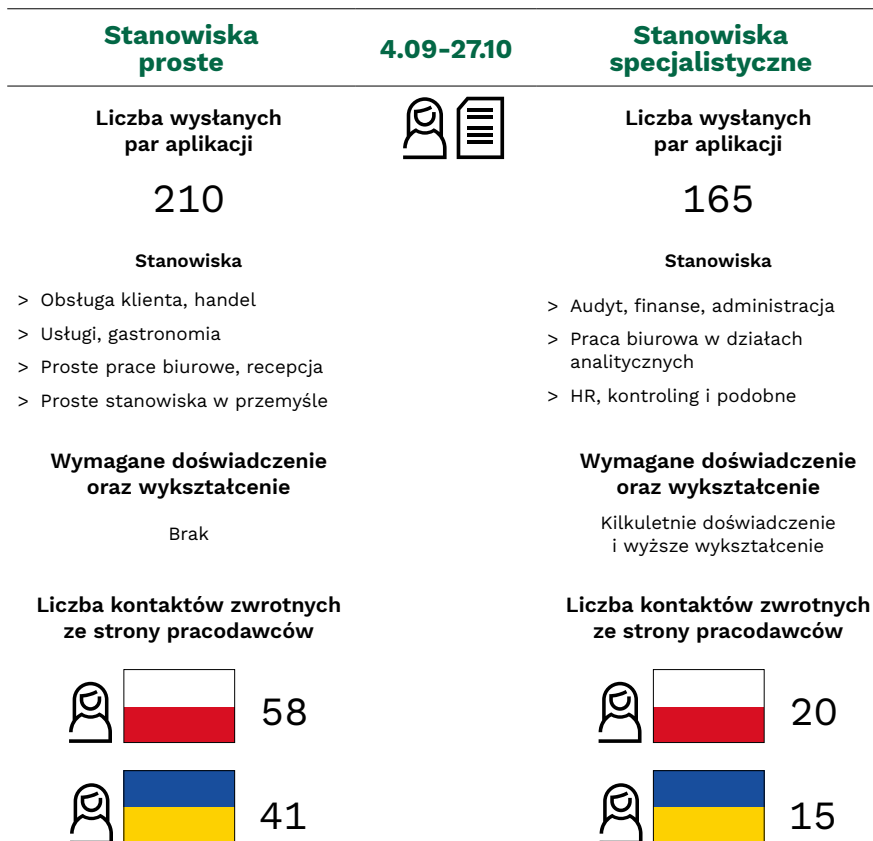 Stanowiska
proste
4.09-27.10
Stanowiska
specjalistyczne
Liczba wysłanych
par aplikacji
210
Stanowiska
> Obsługa klienta, handel
> Usługi, gastronomia
> Proste prace biurowe, recepcja
> Proste stanowiska w przemyśle
Wymagane doświadczenie
oraz wykształcenie
Brak
Liczba kontaktów zwrotnych
ze strony pracodawców
58
41
Liczba wysłanych
par aplikacji
165
Stanowiska
> Audyt, finanse, administracja
> Praca biurowa w działach
analitycznych
> HR, kontroling i podobne
Wymagane doświadczenie
oraz wykształcenie
Kilkuletnie doświadczenie
i wyższe wykształcenie
Liczba kontaktów zwrotnych
ze strony pracodawców
20
15